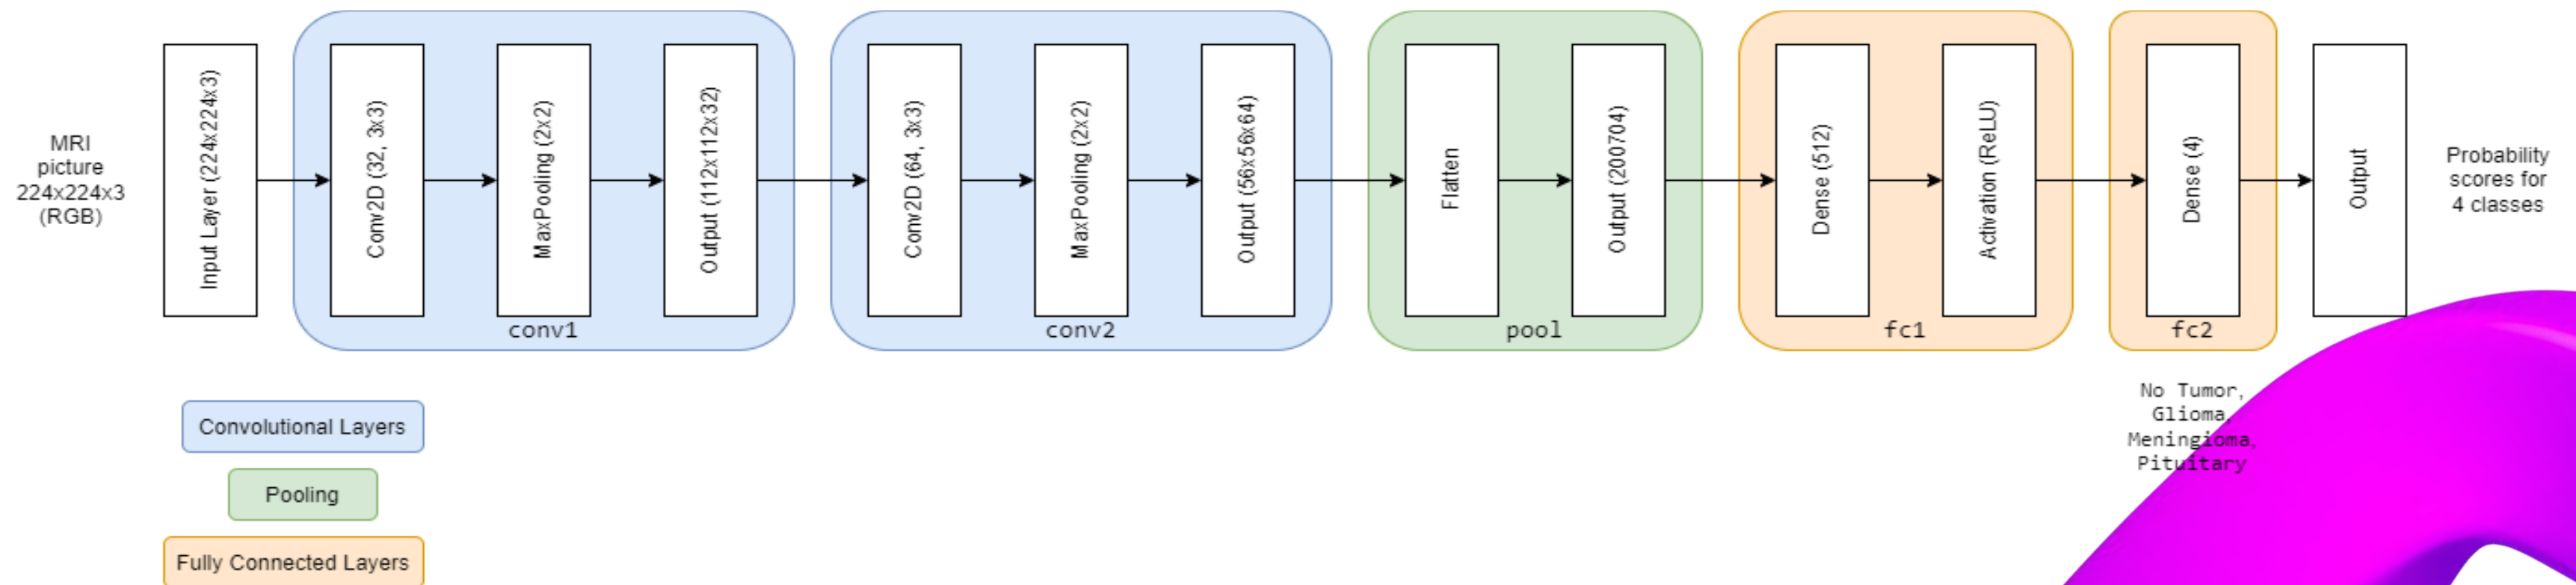 MRI
picture
224x224x3
(RGB)
Input Layer (224x224x3)
Conv2D (32, 3x3)
MaxPooling (2x2)
Output (112x112x32)
conv1
Conv2D (64, 3x3)
MaxPooling (2x2)
Output (56x56x64)
conv2
Flatten
Output (200704)
pool
Dense (512)
Activation (ReLU)
fc1
Dense (4)
fc2
Output
Probability
scores for
4 classes
No Tumor,
Glioma,
Meningioma,
Pituitary
Convolutional Layers
Pooling
Fully Connected Layers